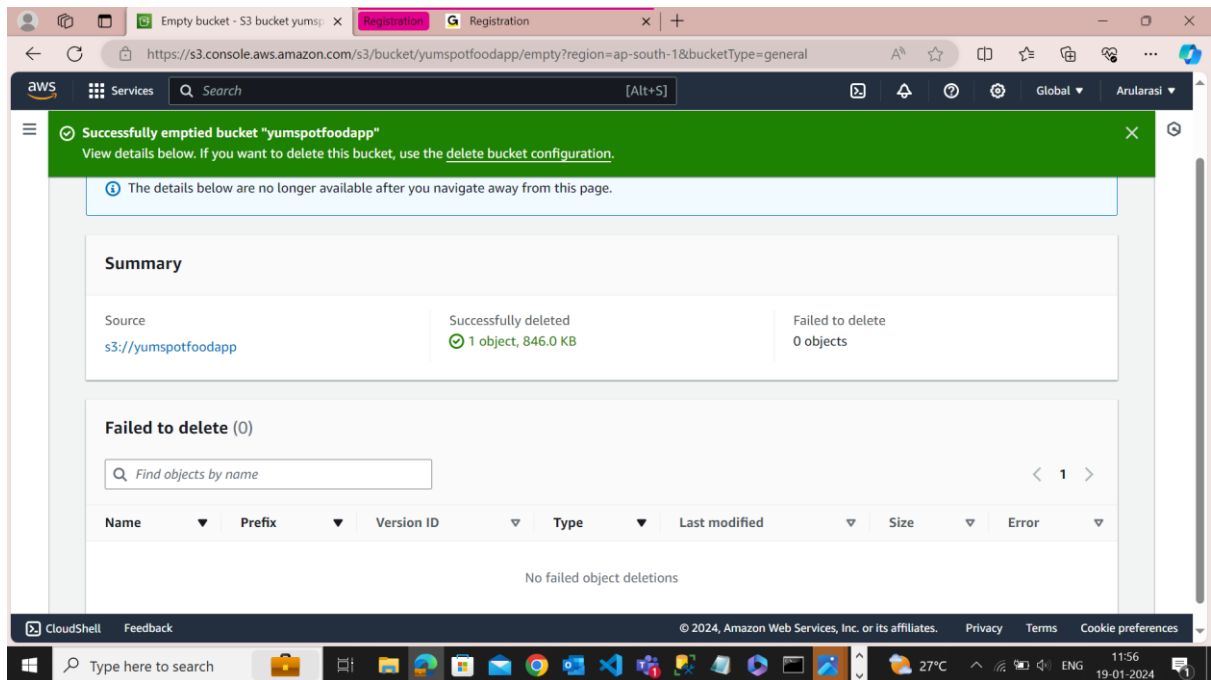 Empty bucket - S3 bucket yumsp
Registration
Registration
https://s3.console.aws.amazon.com/s3/bucket/yumspotfoodapp/empty?region=ap-south-1&bucketType=general
aws
Services
Search
[Alt+S]
Global
Arularasi
Successfully emptied bucket "yumspotfoodapp"
View details below. If you want to delete this bucket, use the delete bucket configuration.
The details below are no longer available after you navigate away from this page.
Summary
Source
Successfully deleted
Failed to delete
s3://yumspotfoodapp
1 object, 846.0 KB
0 objects
Failed to delete (0)
Find objects by name
1
Name Prefix Version ID Type Last modified Size Error
No failed object deletions
CloudShell Feedback © 2024, Amazon Web Services, Inc. or its affiliates. Privacy Terms Cookie preferences
Type here to search
27°C
ENG
11:56
19-01-2024